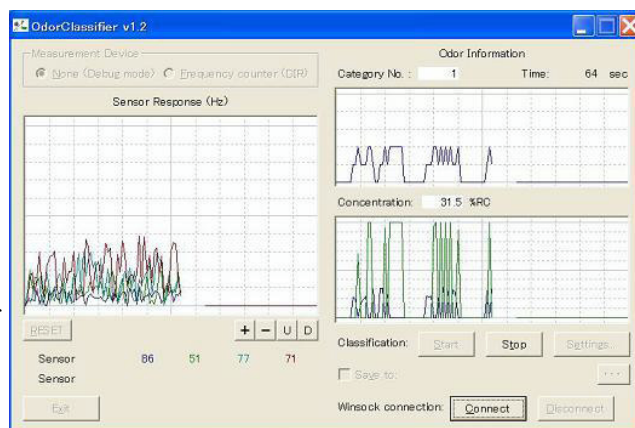 OdorClassifier v1.2
Measurement Device
None (Debug mode) Frequency counter (DIR)
Sensor Response (Hz)
RESET + - U D
Sensor 86 51 77 71
Sensor
Exit
Odor Information
Category No. : 1 Time: 64 sec
Concentration: 31.5 %RC
Classification: Start Stop Settings...
Save to: ...
Winsock connection: Connect Disconnect